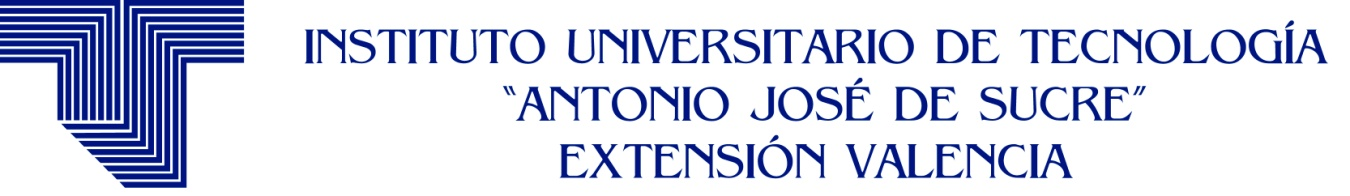 INSTITUTO UNIVERSITARIO DE TECNOLOGÍA
“ANTONIO JOSÉ DE SUCRE”
EXTENSIÓN VALENCIA